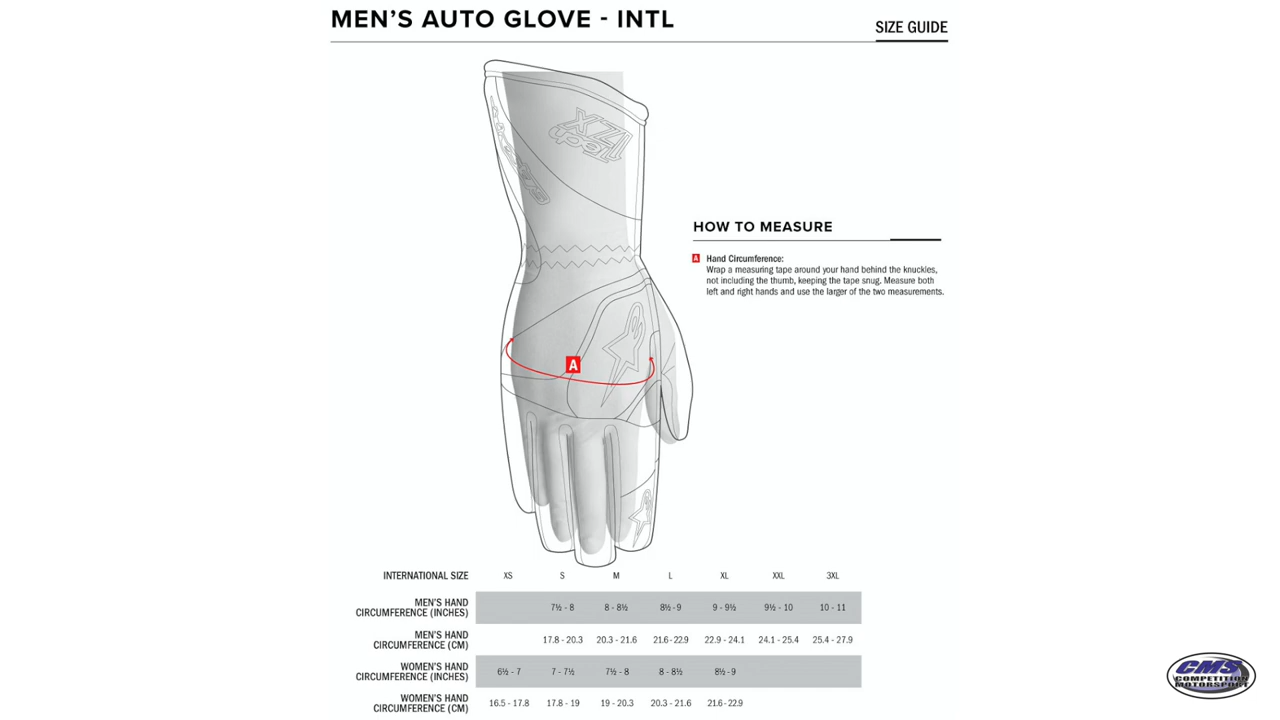 MEN'S AUTO GLOVE - INTL
SIZE GUIDE
1-ZX
Tech
HOW TO MEASURE
A Hand Circumference:
Wrap a measuring tape around your hand behind the knuckles,
not including the thumb, keeping the tape snug. Measure both
left and right hands and use the larger of the two measurements.
A
INTERNATIONAL SIZE XS S M L XL XXL 3XL
MEN'S HAND
CIRCUMFERENCE (INCHES) 7½ - 8 8 - 8½ 8½ - 9 9 - 9½ 9½ - 10 10 - 11
MEN'S HAND
CIRCUMFERENCE (CM) 17.8 - 20.3 20.3 - 21.6 21.6 - 22.9 22.9 - 24.1 24.1 - 25.4 25.4 - 27.9
WOMEN'S HAND
CIRCUMFERENCE (INCHES) 6½ - 7 7 - 7½ 7½ - 8 8 - 8½ 8½ - 9
WOMEN'S HAND
CIRCUMFERENCE (CM) 16.5 - 17.8 17.8 - 19 19 - 20.3 20.3 - 21.6 21.6 - 22.9
CMS
COMPETITION
MOTORSPORT